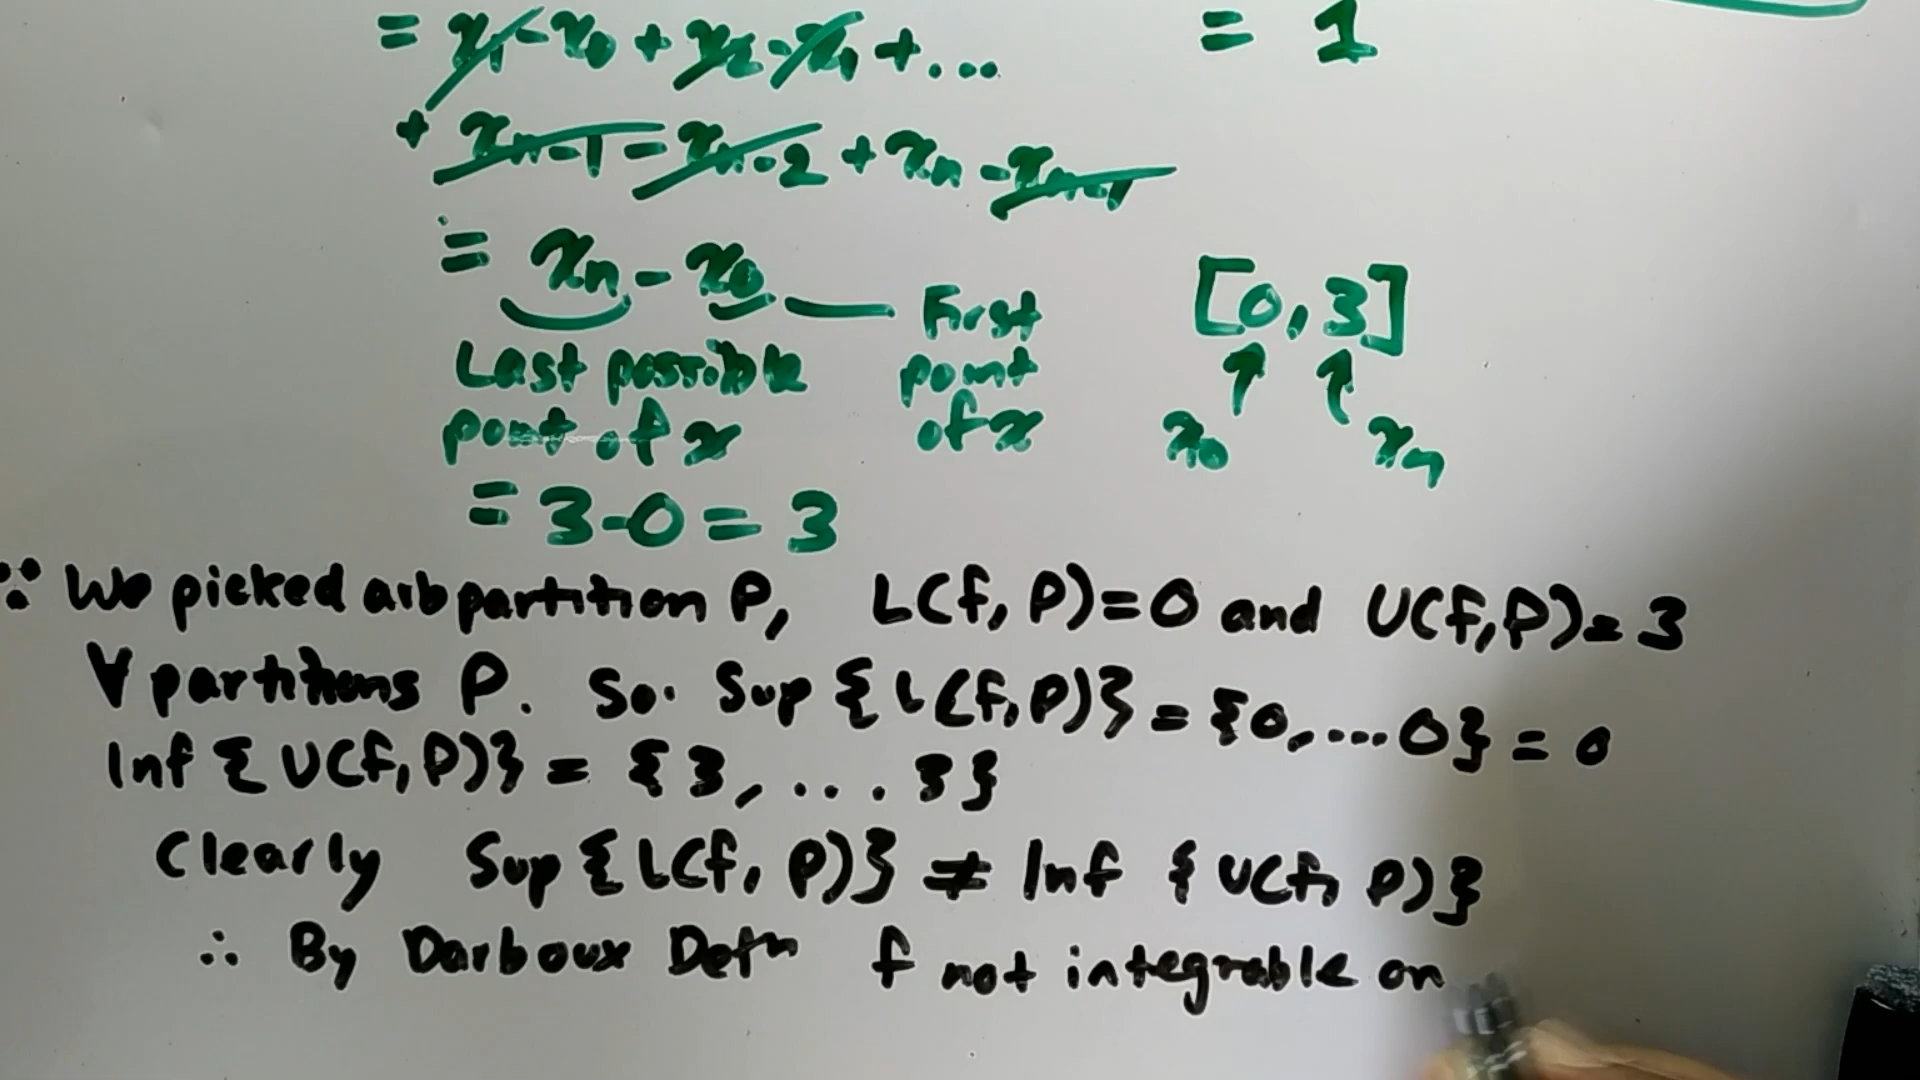 = x₁ - x₀ + x₂ - x₁ + ...
= 1
+ xₙ₋₁ - xₙ₋₂ + xₙ - xₙ₋₁
= xₙ - x₀
First
[0,3]
Last possible
point
point of x
of x
x₀
xₙ
= 3-0 = 3
∵ We picked arb partition P, L(f, P)=0 and U(f,P)=3
∀ partitions P. So. Sup {L(f,P)} = {0,...0} = 0
Inf {U(f,P)} = {3, ... 3}
Clearly Sup {L(f, P)} ≠ Inf {U(f, P)}
∴ By Darboux Defn f not integrable on